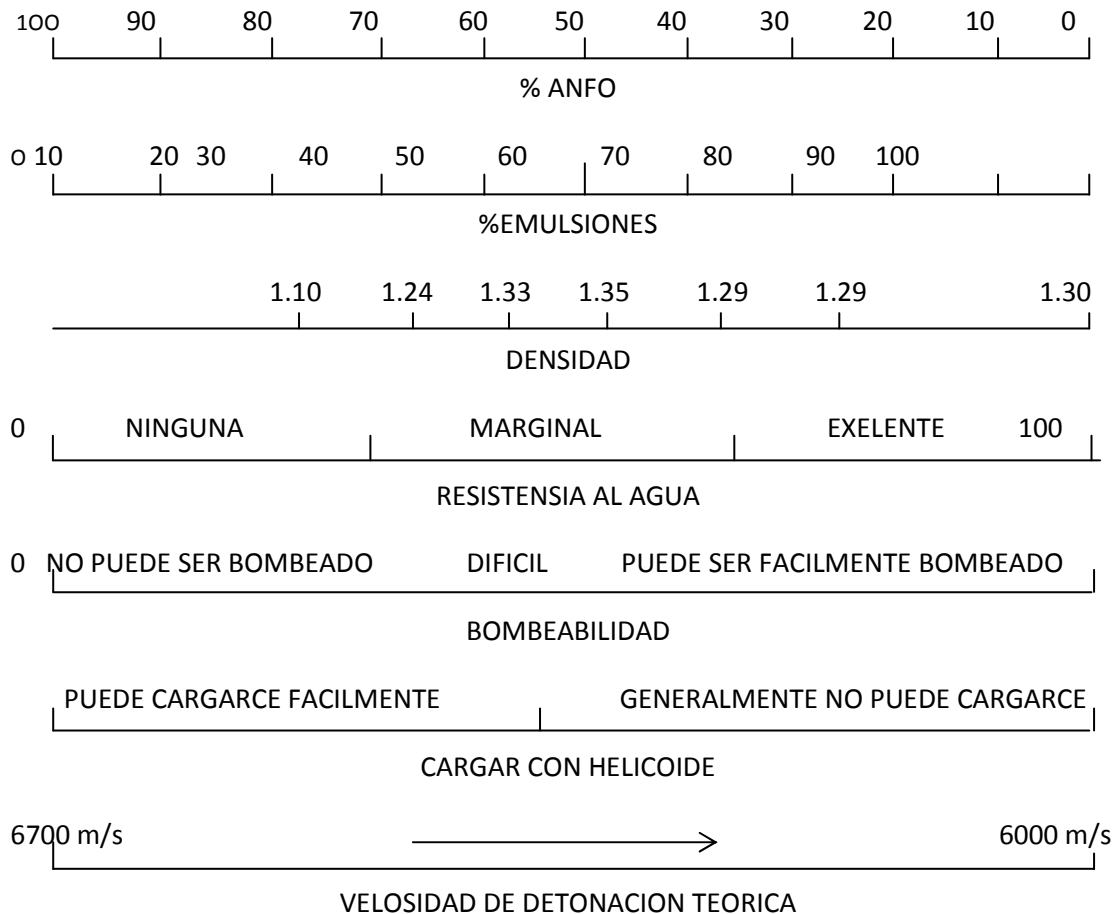 100 90 80 70 60 50 40 30 20 10 0
% ANFO
0 10 20 30 40 50 60 70 80 90 100
%EMULSIONES
1.10 1.24 1.33 1.35 1.29 1.29 1.30
DENSIDAD
0 NINGUNA MARGINAL EXELENTE 100
RESISTENSIA AL AGUA
0 NO PUEDE SER BOMBEADO DIFICIL PUEDE SER FACILMENTE BOMBEADO
BOMBEABILIDAD
PUEDE CARGARCE FACILMENTE GENERALMENTE NO PUEDE CARGARCE
CARGAR CON HELICOIDE
6700 m/s 6000 m/s
VELOSIDAD DE DETONACION TEORICA